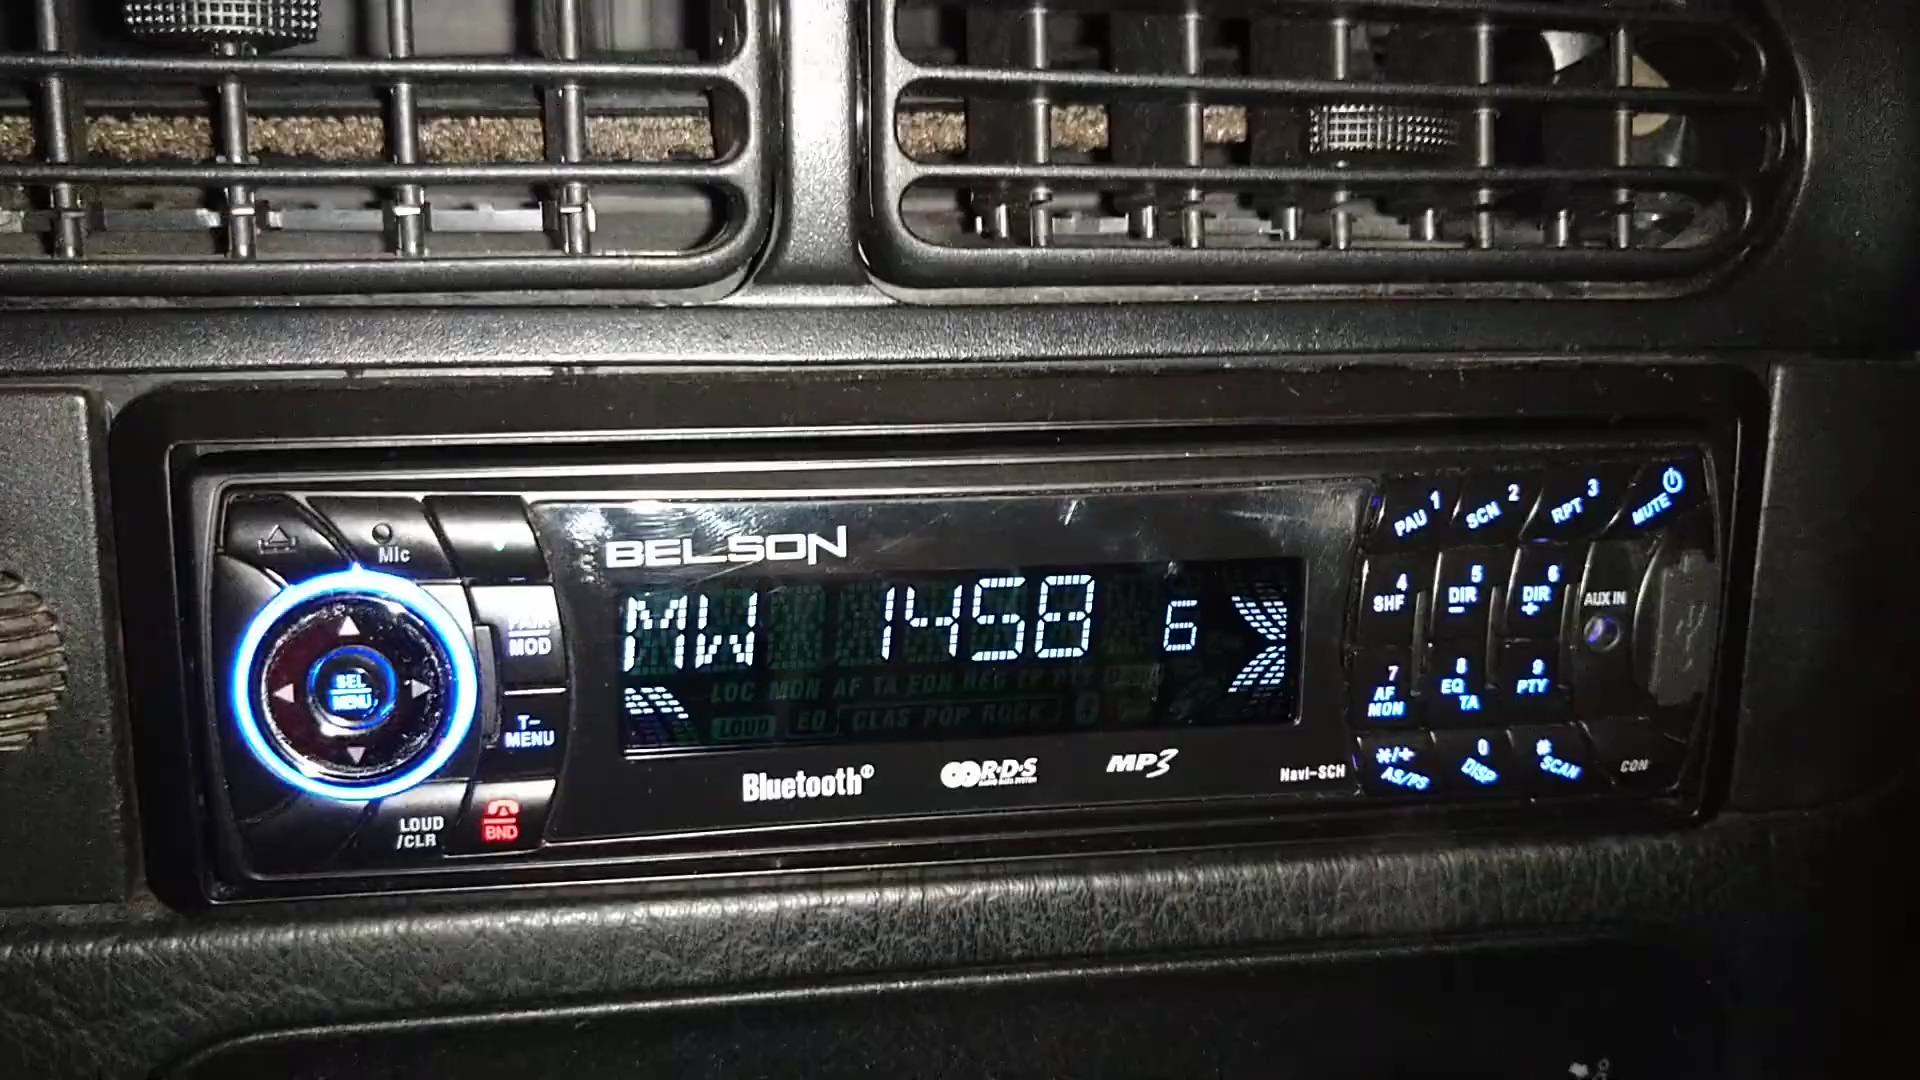 Mic
BELSON
MW 1458 6
LOC MON AF TA EON REG
LOUD EQ CLAS POP ROCK
PAIR
MOD
SEL
MENU
T-
MENU
LOUD
/CLR
BND
Bluetooth®
R·D·S
RADIO DATA SYSTEM
MP3
Navi-SCH
PAU 1
SCN 2
RPT 3
MUTE
4
SHF
5
DIR
-
6
DIR
+
AUX IN
7
AF
MON
8
EQ
TA
9
PTY
*/+
AS/PS
0
DISP
#
SCAN
CON